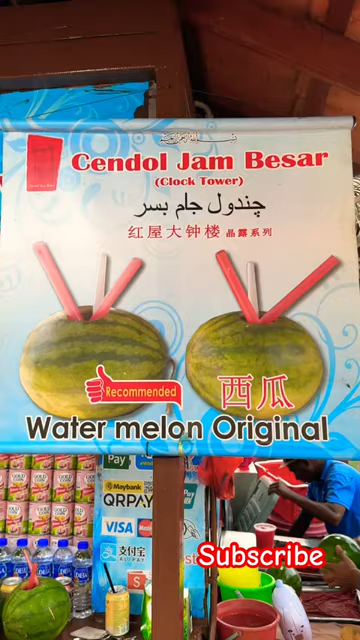 Cendol Jam Besar
(Clock Tower)
چندول جام بسر
红屋大钟楼 晶露系列
Recommended
西瓜
Water melon Original
Pay
Maybank
QRPAY
VISA
支付宝
ALIPAY
Subscribe